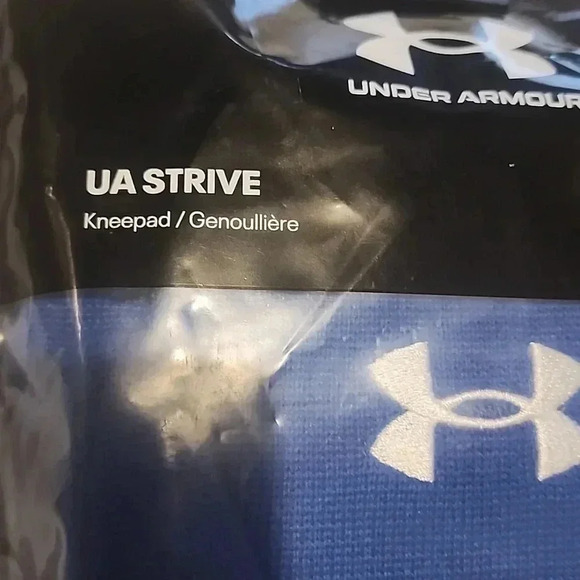 UNDER ARMOUR
UA STRIVE
Kneepad / Genoullière